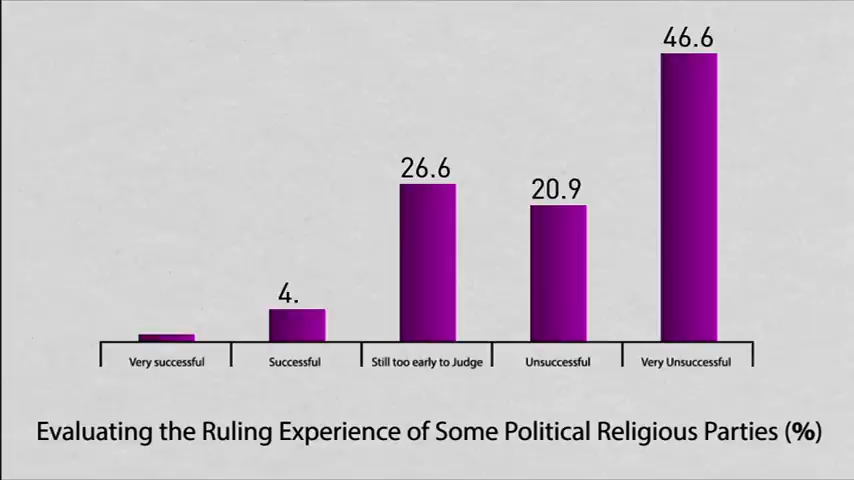 46.6
26.6
20.9
4.
Very successful
Successful
Still too early to Judge
Unsuccessful
Very Unsuccessful
Evaluating the Ruling Experience of Some Political Religious Parties (%)